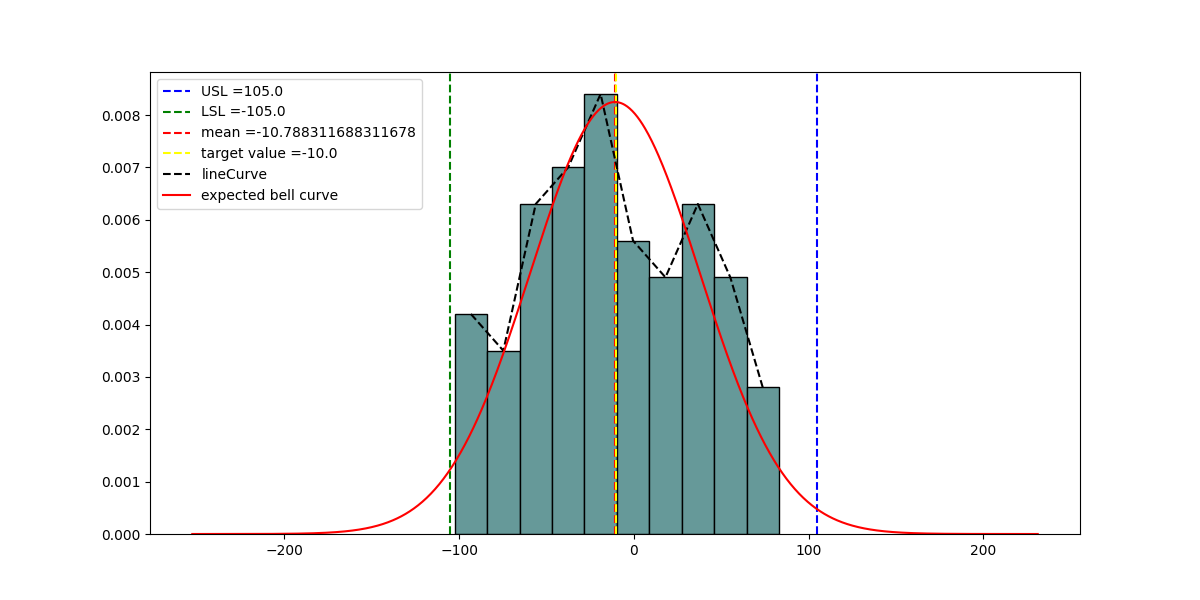 USL =105.0
LSL =-105.0
mean =-10.788311688311678
target value =-10.0
lineCurve
expected bell curve
0.008
0.007
0.006
0.005
0.004
0.003
0.002
0.001
0.000
−200 −100 0 100 200